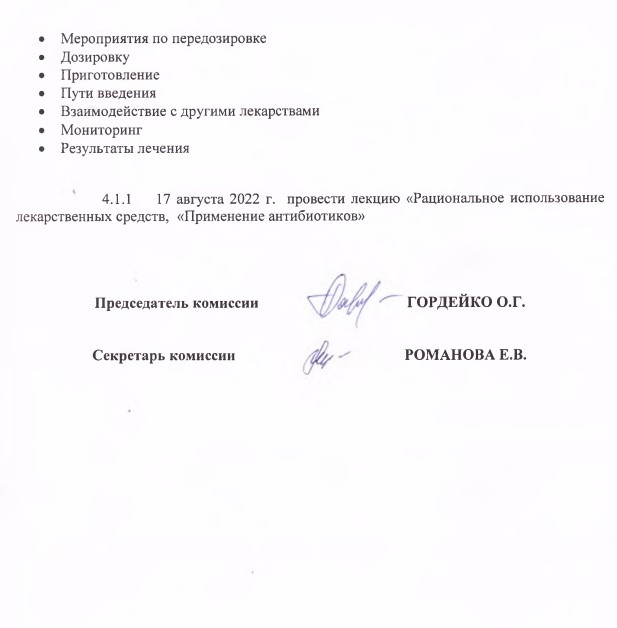 • Мероприятия по передозировке
• Дозировку
• Приготовление
• Пути введения
• Взаимодействие с другими лекарствами
• Мониторинг
• Результаты лечения
4.1.1 17 августа 2022 г. провести лекцию «Рациональное использование
лекарственных средств, «Применение антибиотиков»
Председатель комиссии ГОРДЕЙКО О.Г.
Секретарь комиссии РОМАНОВА Е.В.